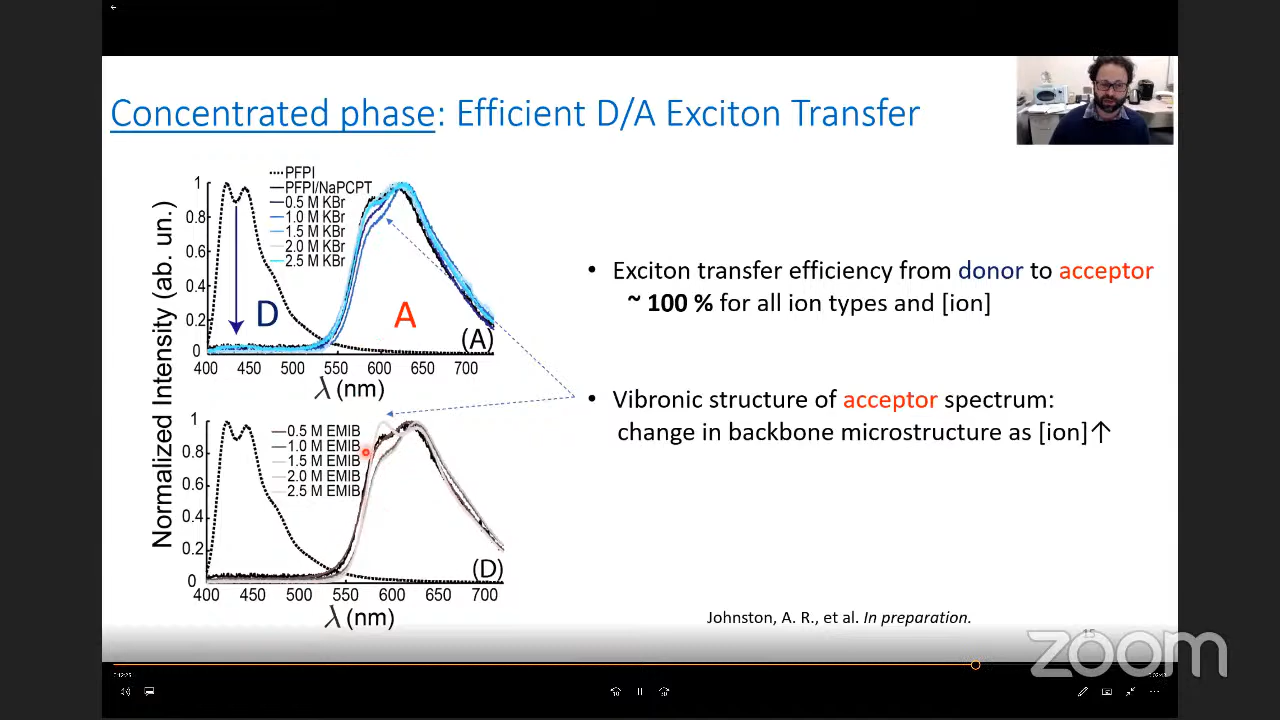 Concentrated phase: Efficient D/A Exciton Transfer
PFPI
PFPI/NaPCPT
0.5 M KBr
1.0 M KBr
1.5 M KBr
2.0 M KBr
2.5 M KBr
1
0.8
0.6
0.4
0.2
0
D
A
(A)
400 450 500 550 600 650 700
λ (nm)
Normalized Intensity (ab. un.)
0.5 M EMIB
1.0 M EMIB
1.5 M EMIB
2.0 M EMIB
2.5 M EMIB
1
0.8
0.6
0.4
0.2
0
(D)
400 450 500 550 600 650 700
λ (nm)
• Exciton transfer efficiency from donor to acceptor
~ 100 % for all ion types and [ion]
• Vibronic structure of acceptor spectrum:
change in backbone microstructure as [ion]↑
Johnston, A. R., et al. In preparation.
15
zoom